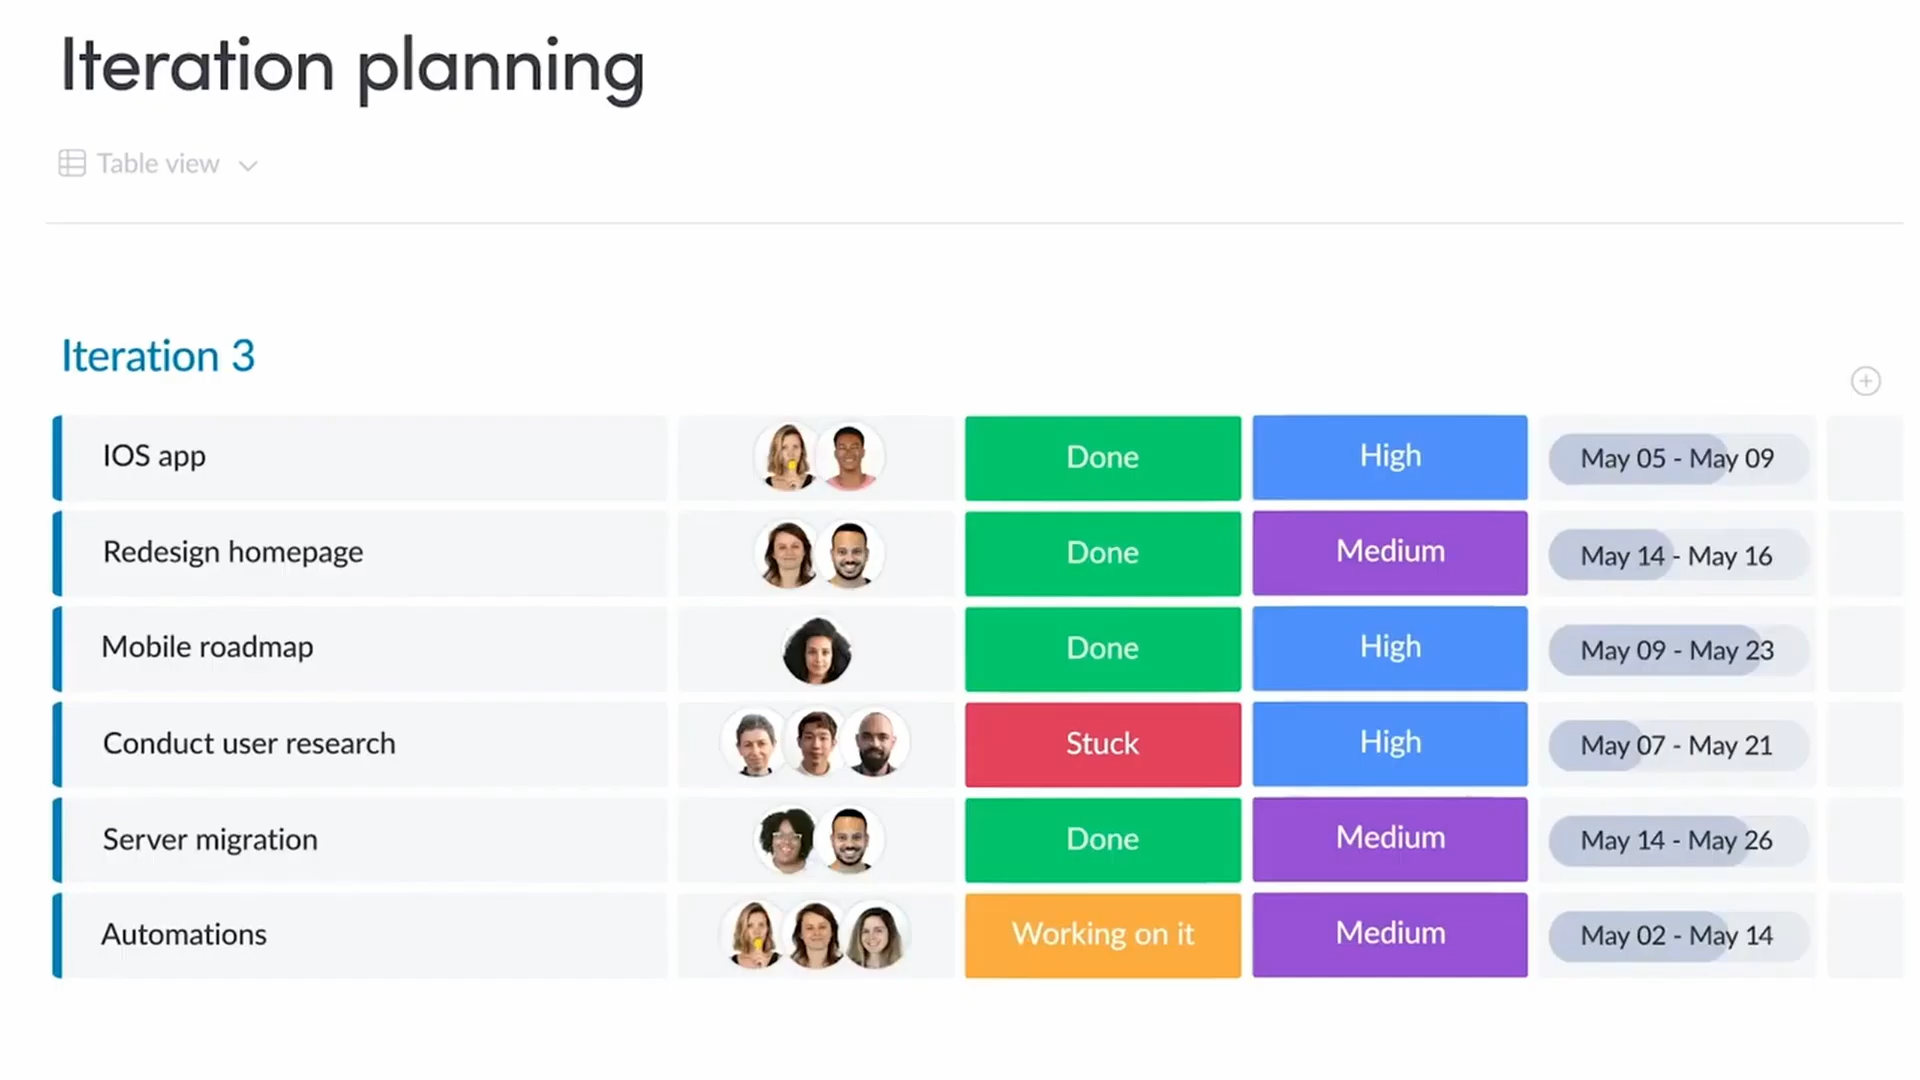 Iteration planning
Table view
Iteration 3
IOS app Done High May 05 - May 09
Redesign homepage Done Medium May 14 - May 16
Mobile roadmap Done High May 09 - May 23
Conduct user research Stuck High May 07 - May 21
Server migration Done Medium May 14 - May 26
Automations Working on it Medium May 02 - May 14